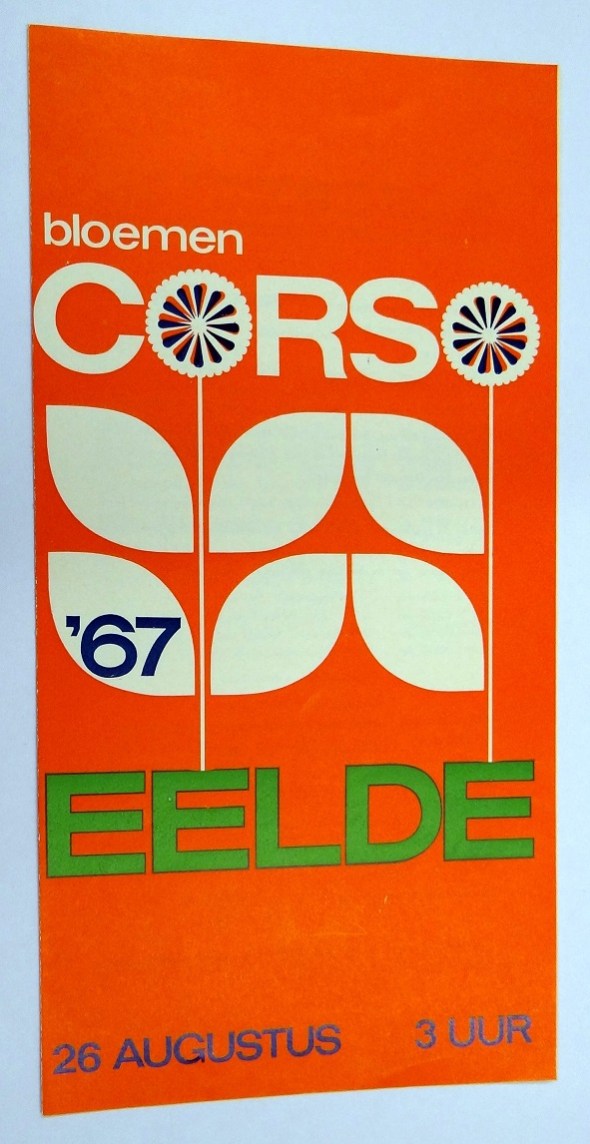 bloemen
CORSO
'67
EELDE
26 AUGUSTUS 3 UUR